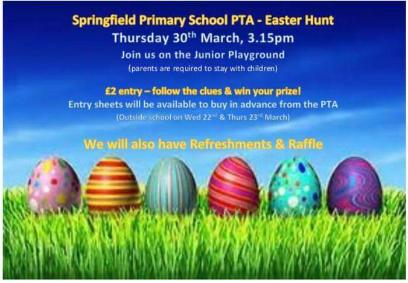 Springfield Primary School PTA - Easter Hunt
Thursday 30th March, 3.15pm
Join us on the Junior Playground
(parents are required to stay with children)
£2 entry – follow the clues & win your prize!
Entry sheets will be available to buy in advance from the PTA
(Outside school on Wed 22nd & Thurs 23rd March)
We will also have Refreshments & Raffle